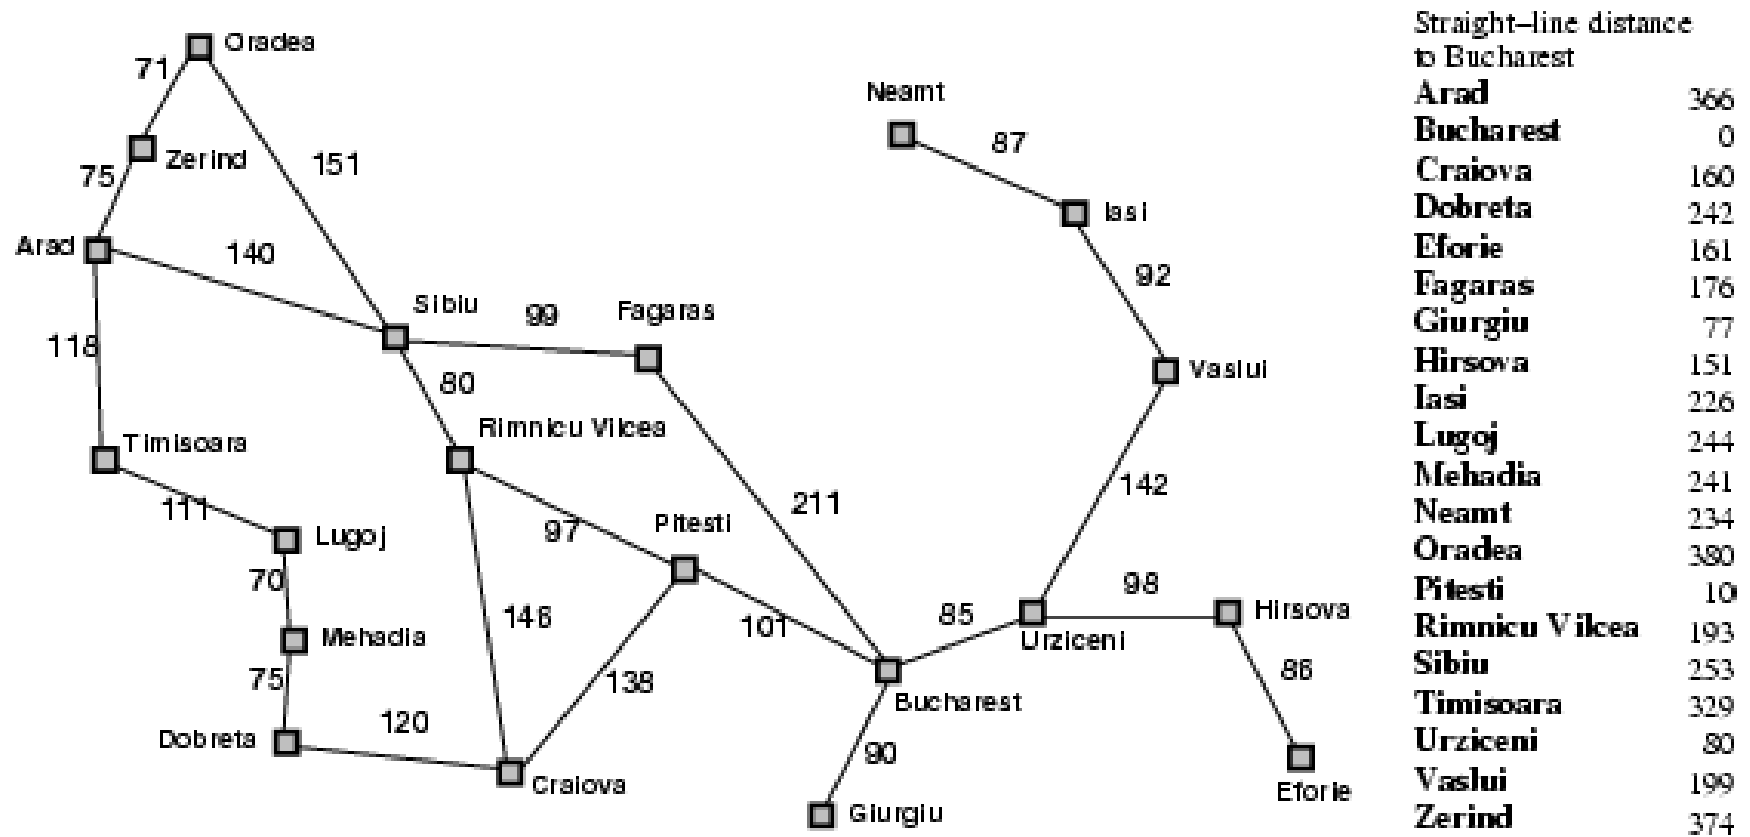 Oradea
71
Neamt
87
Zerind
151
75
Iasi
Arad
140
92
Sibiu
99
Fagaras
118
80
Vaslui
Timisoara
Rimnicu Vilcea
142
111
211
Lugoj
97
Pitesti
70
98
146
101
85
Hirsova
Mehadia
Urziceni
86
75
138
Bucharest
120
Dobreta
90
Craiova
Eforie
Giurgiu
Straight-line distance
to Bucharest
Arad 366
Bucharest 0
Craiova 160
Dobreta 242
Eforie 161
Fagaras 176
Giurgiu 77
Hirsova 151
Iasi 226
Lugoj 244
Mehadia 241
Neamt 234
Oradea 380
Pitesti 10
Rimnicu Vilcea 193
Sibiu 253
Timisoara 329
Urziceni 80
Vaslui 199
Zerind 374